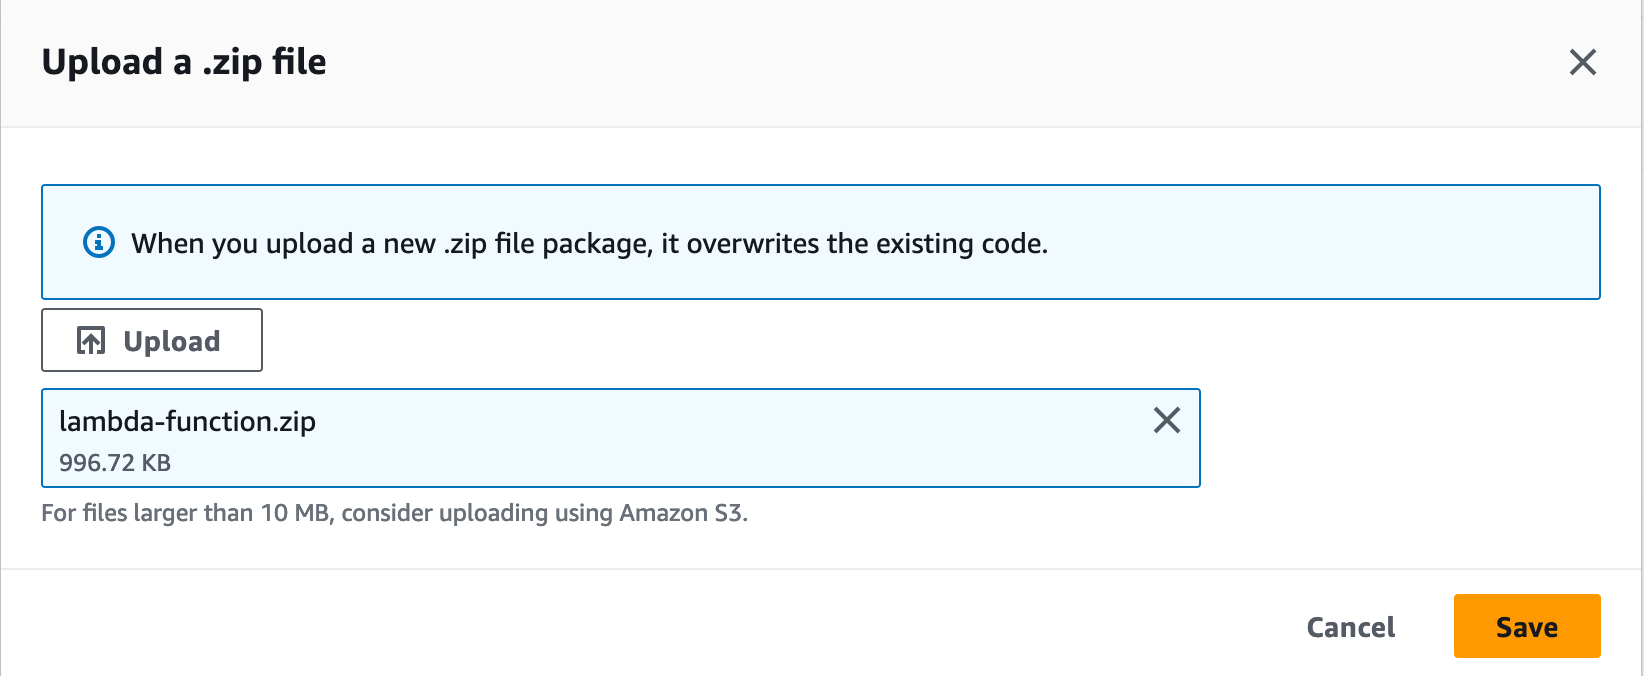 Upload a .zip file
When you upload a new .zip file package, it overwrites the existing code.
Upload
lambda-function.zip
996.72 KB
For files larger than 10 MB, consider uploading using Amazon S3.
Cancel
Save